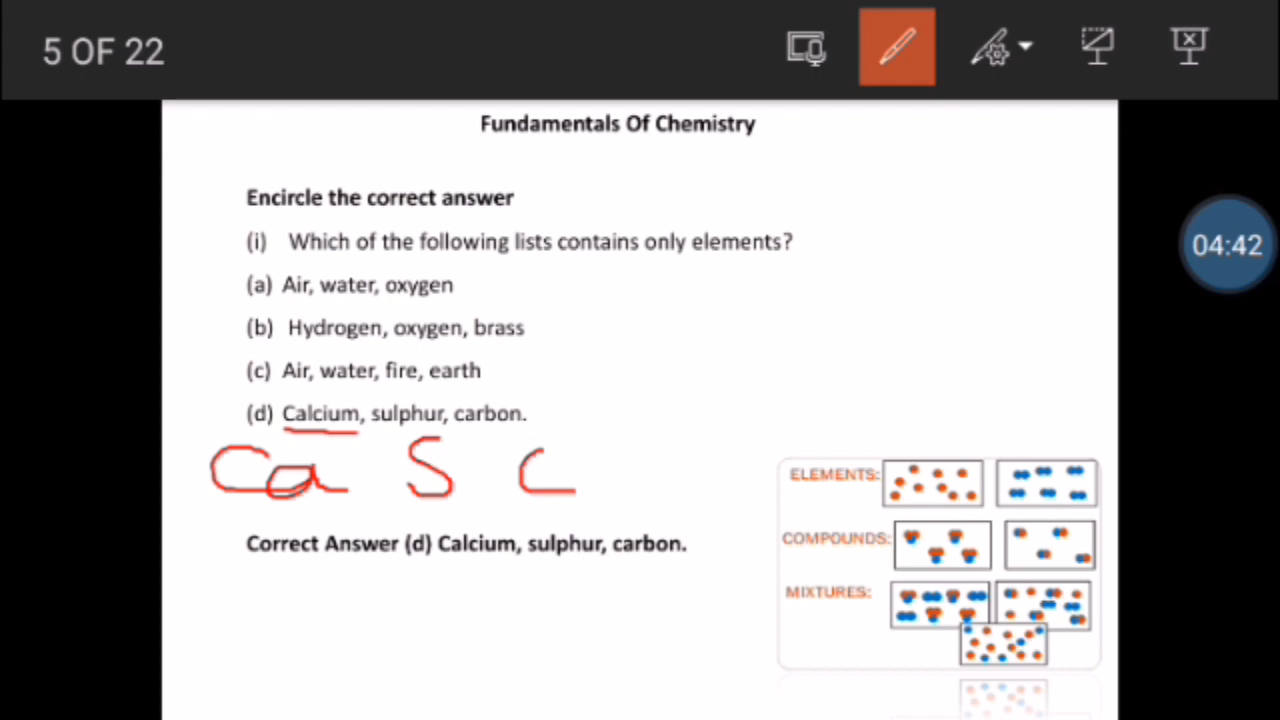 5 OF 22
Fundamentals Of Chemistry
04:42
Encircle the correct answer
(i) Which of the following lists contains only elements?
(a) Air, water, oxygen
(b) Hydrogen, oxygen, brass
(c) Air, water, fire, earth
(d) Calcium, sulphur, carbon.
Ca S C
ELEMENTS:
COMPOUNDS:
MIXTURES:
Correct Answer (d) Calcium, sulphur, carbon.